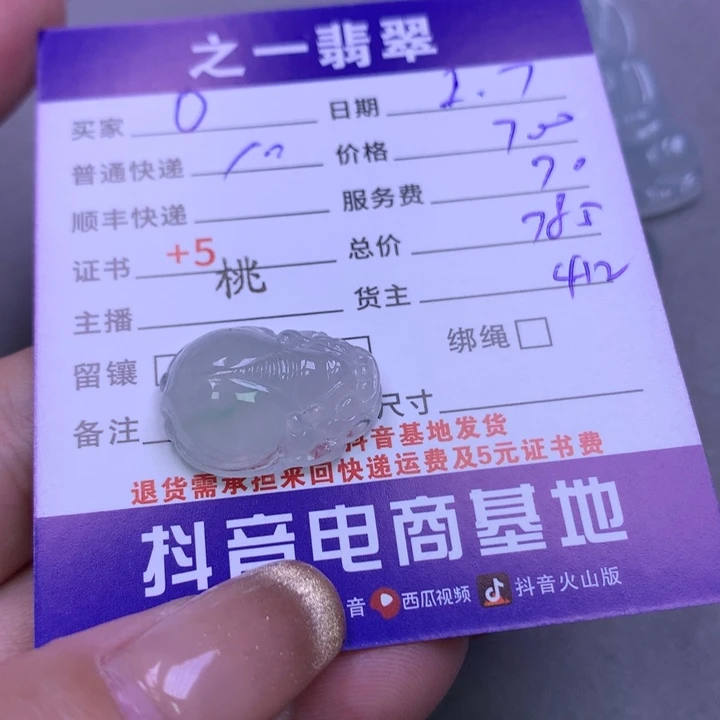 之一翡翠
买家 0 日期 2.7
普通快递 10 价格 700
顺丰快递 服务费 70
证书 +5 总价 785
主播 桃 货主 412
留镶 绑绳
备注 尺寸
抖音基地发货
退货需承担来回快递运费及5元证书费
抖音电商基地
音 西瓜视频 抖音火山版